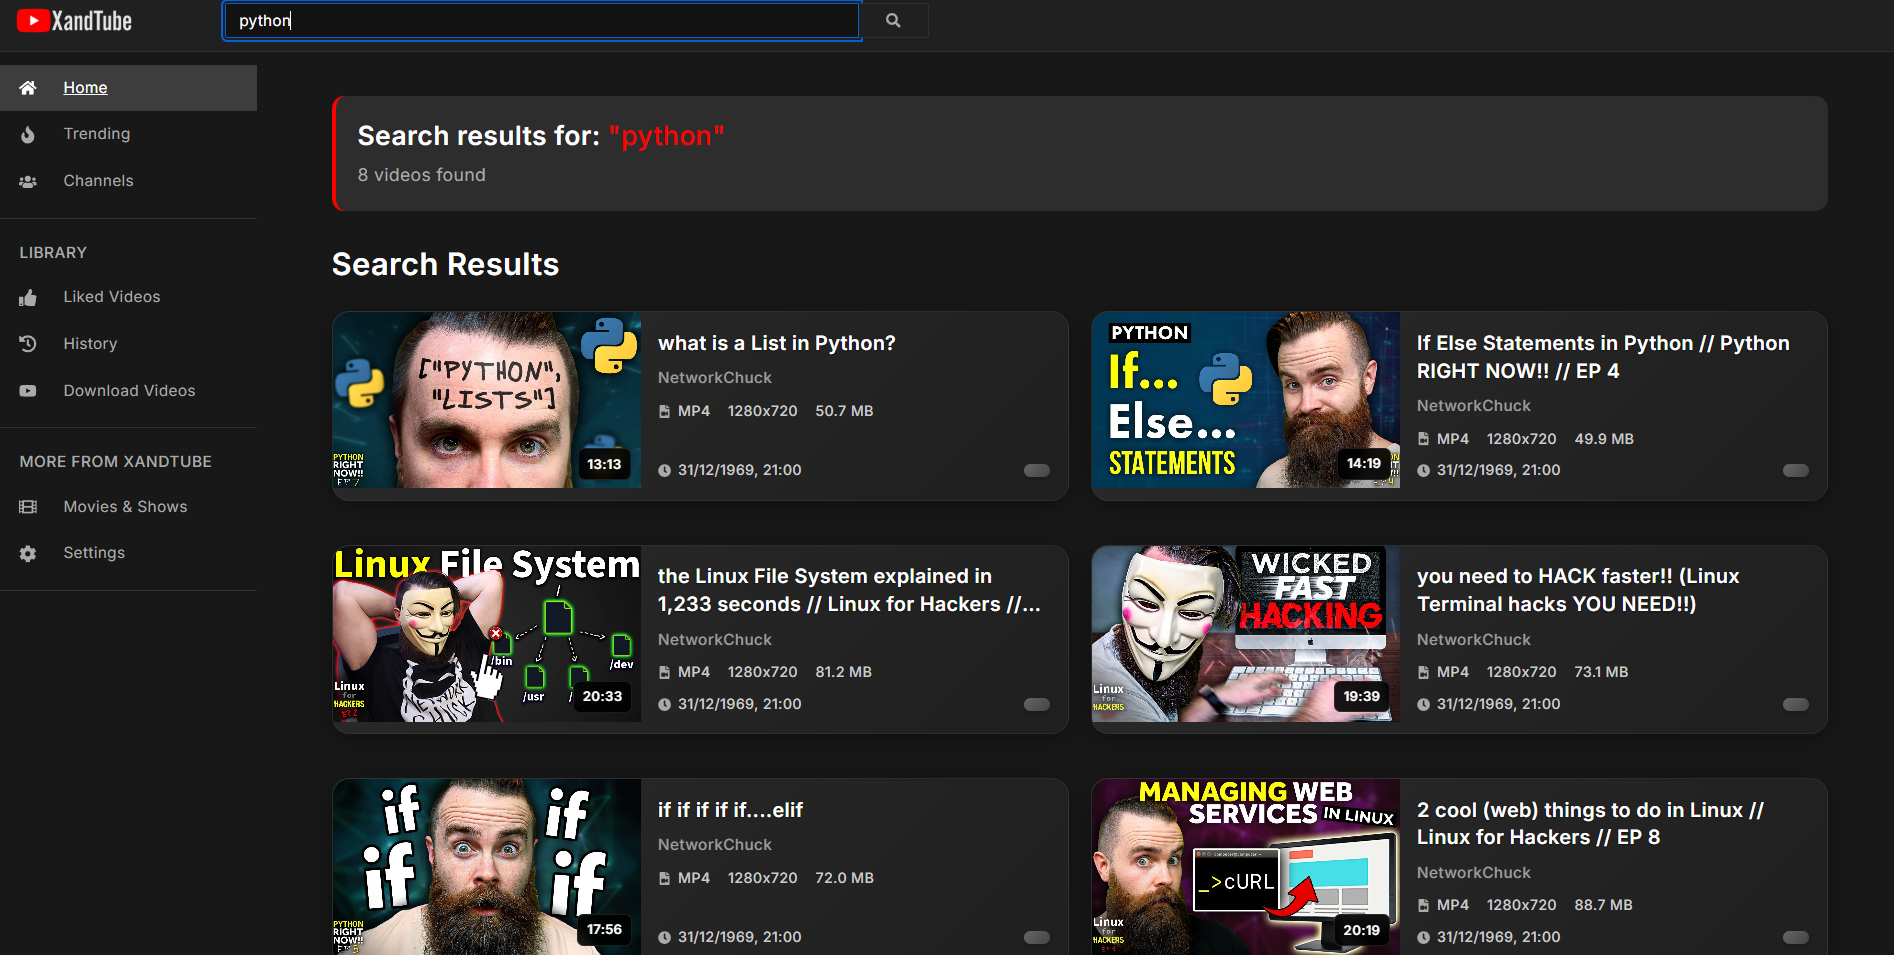 XandTube
python
Home
Trending
Channels
LIBRARY
Liked Videos
History
Download Videos
MORE FROM XANDTUBE
Movies & Shows
Settings
Search results for: "python"
8 videos found
Search Results
["PYTHON",
"LISTS"]
PYTHON
RIGHT
NOW!!
EP 7
13:13
what is a List in Python?
NetworkChuck
MP4 1280x720 50.7 MB
31/12/1969, 21:00
PYTHON
If...
Else...
STATEMENTS
14:19
If Else Statements in Python // Python
RIGHT NOW!! // EP 4
NetworkChuck
MP4 1280x720 49.9 MB
31/12/1969, 21:00
Linux File System
/bin
/dev
/usr
Linux
for
HACKERS
EP 2
20:33
the Linux File System explained in
1,233 seconds // Linux for Hackers //...
NetworkChuck
MP4 1280x720 81.2 MB
31/12/1969, 21:00
WICKED
FAST
HACKING
Linux
for
HACKERS
19:39
you need to HACK faster!! (Linux
Terminal hacks YOU NEED!!)
NetworkChuck
MP4 1280x720 73.1 MB
31/12/1969, 21:00
if if
if if
PYTHON
RIGHT
NOW!!
17:56
if if if if if....elif
NetworkChuck
MP4 1280x720 72.0 MB
31/12/1969, 21:00
MANAGING WEB
SERVICES IN LINUX
_>cURL
Linux
for
HACKERS
20:19
2 cool (web) things to do in Linux //
Linux for Hackers // EP 8
NetworkChuck
MP4 1280x720 88.7 MB
31/12/1969, 21:00